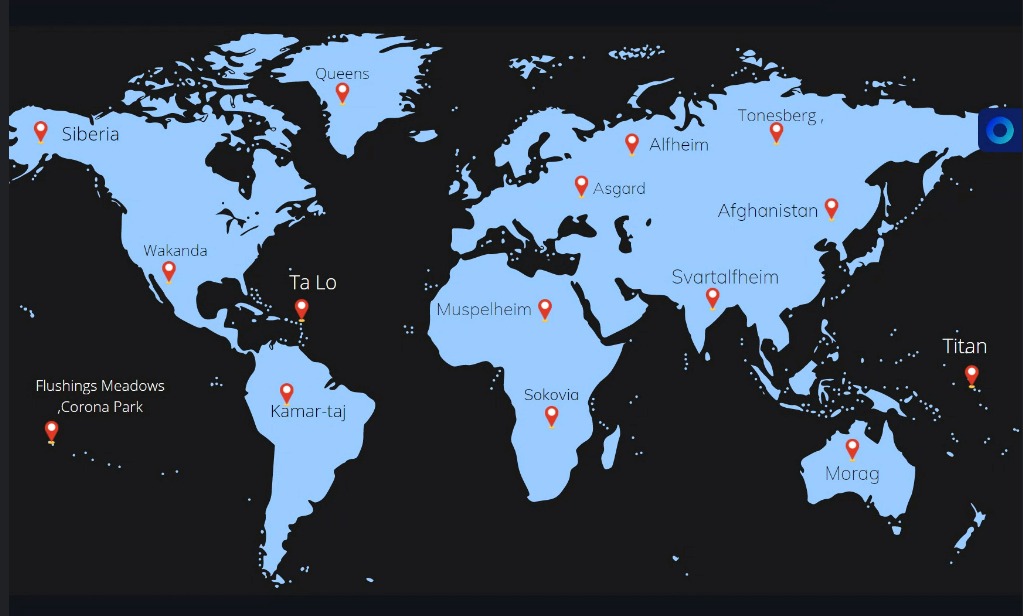 Queens
Tonesberg ,
Siberia
Alfheim
Asgard
Afghanistan
Wakanda
Ta Lo
Svartalfheim
Muspelheim
Titan
Flushings Meadows
,Corona Park
Sokovia
Kamar-taj
Morag